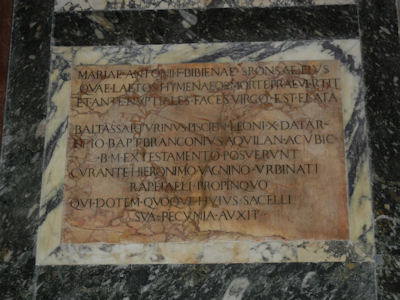 MARIAE ANTONII F BIBIENAE SPONSAE EIVS
QVAE LAETOS HYMENAEOS MORTE PRAEVERTIT
ET ANTE NVPTIALES FACES VIRGO EST ELATA
BALTASSAR TVRINVS PISCIEN LEONI X DATAR
ET IO BAPT BRANCONIVS AQVILAN A CVBIC
B M EX TESTAMENTO POSVERVNT
CVRANTE HIERONIMO VAGNINO VRBINATI
RAPHAELI PROPINQVO
QVI DOTEM QVOQVE HVIVS SACELLI
SVA PECVNIA AVXIT